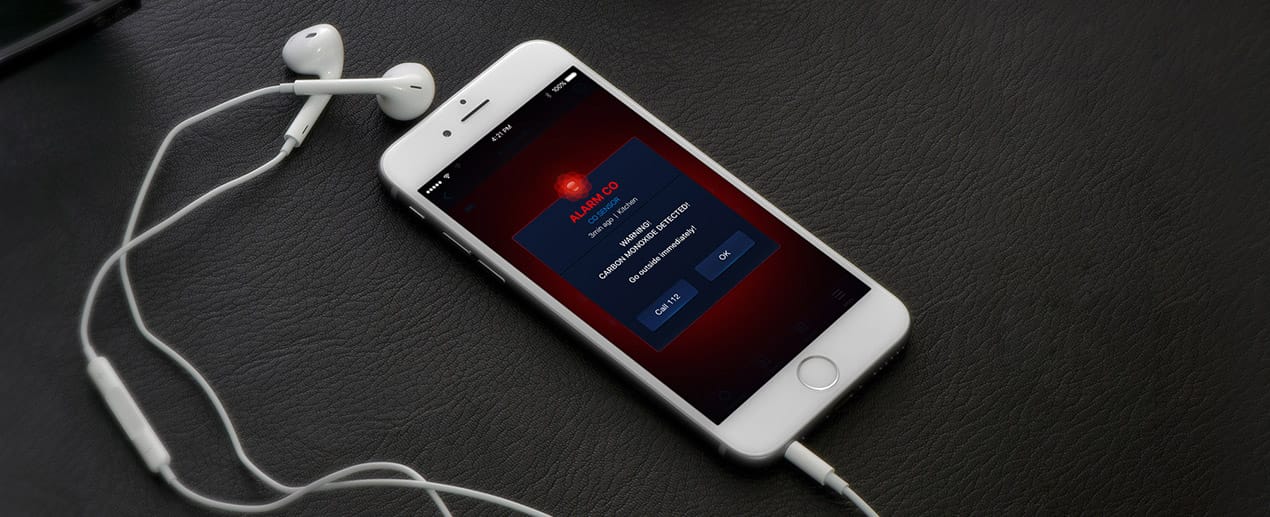 4:21 PM
100%
ALARM CO
CO SENSOR
3min ago | Kitchen
WARNING!
CARBON MONOXIDE DETECTED!
Go outside immediately!
Call 112
OK